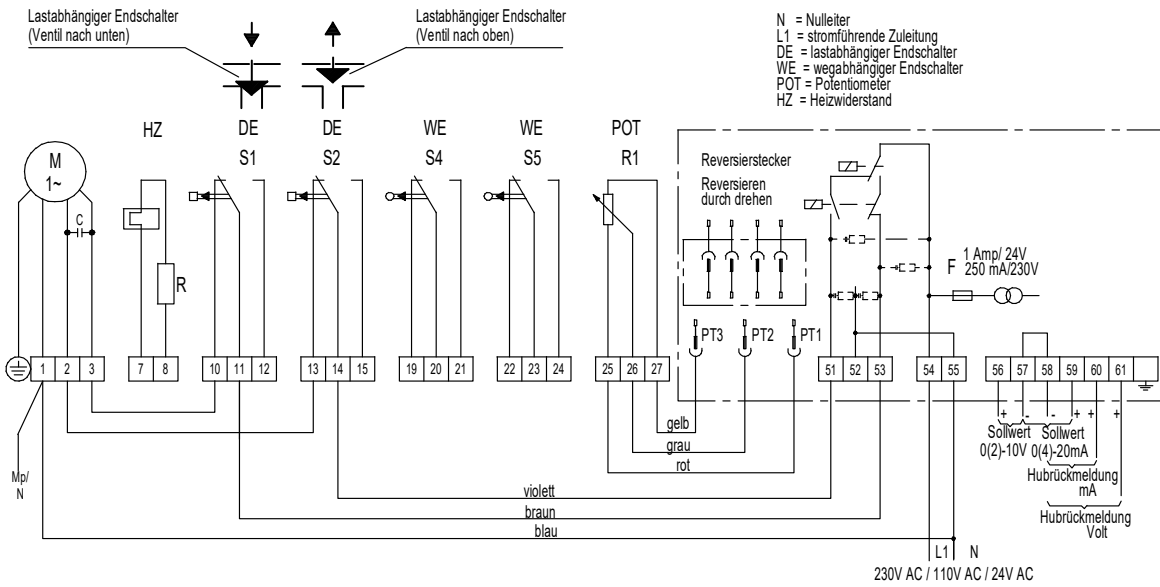 Lastabhängiger Endschalter
(Ventil nach unten)
Lastabhängiger Endschalter
(Ventil nach oben)
N = Nulleiter
L1 = stromführende Zuleitung
DE = lastabhängiger Endschalter
WE = wegabhängiger Endschalter
POT = Potentiometer
HZ = Heizwiderstand
HZ DE DE WE WE POT
M
1~
S1 S2 S4 S5 R1
C
R
Reversierstecker
Reversieren
durch drehen
F
1 Amp/ 24V
250 mA/230V
PT3 PT2 PT1
1 2 3 7 8 10 11 12 13 14 15 19 20 21 22 23 24 25 26 27 51 52 53 54 55 56 57 58 59 60 61
+ - - + + +
Sollwert Sollwert
0(2)-10V 0(4)-20mA
Hubrückmeldung
mA
Hubrückmeldung
Volt
gelb
grau
rot
Mp/
N
violett
braun
blau
L1 N
230V AC / 110V AC / 24V AC